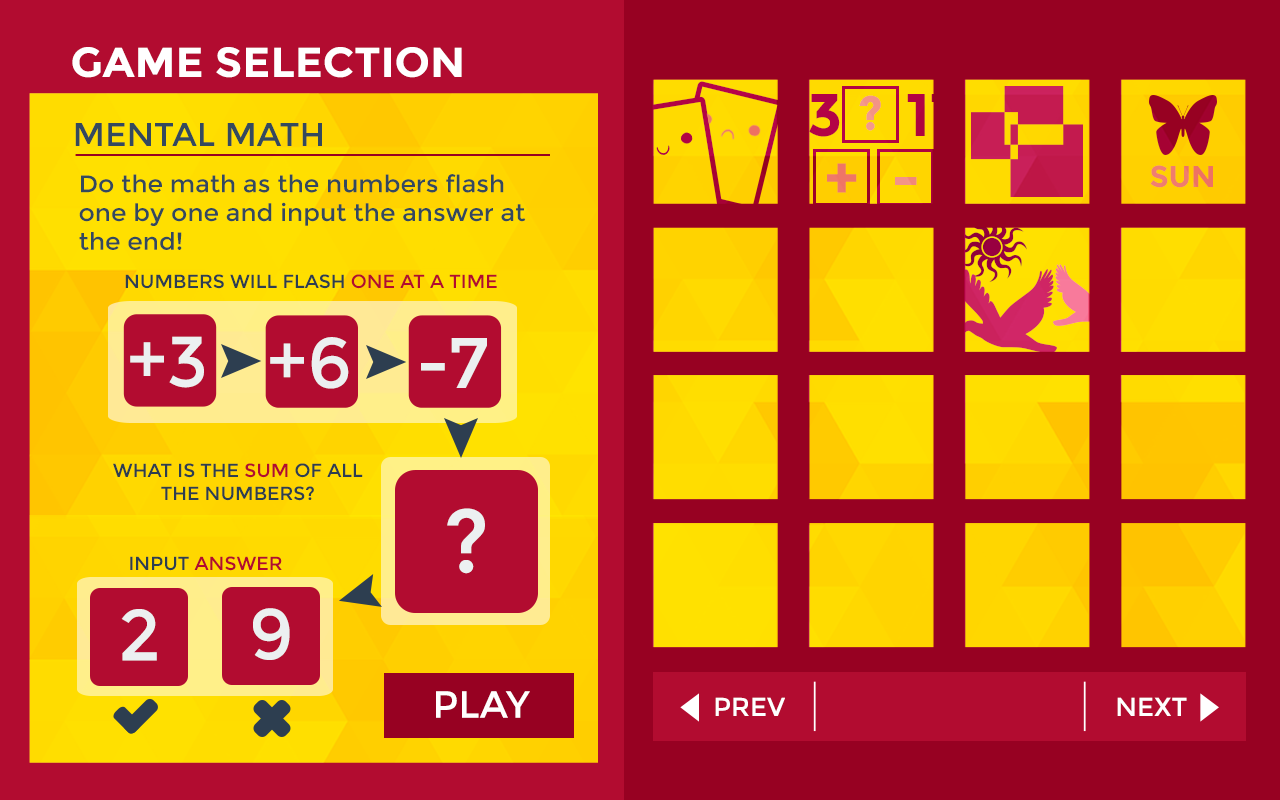 GAME SELECTION
MENTAL MATH
Do the math as the numbers flash
one by one and input the answer at
the end!
NUMBERS WILL FLASH ONE AT A TIME
+3 +6 -7
WHAT IS THE SUM OF ALL
THE NUMBERS?
?
INPUT ANSWER
2 9
PLAY
3 ? 1
+ -
SUN
PREV NEXT